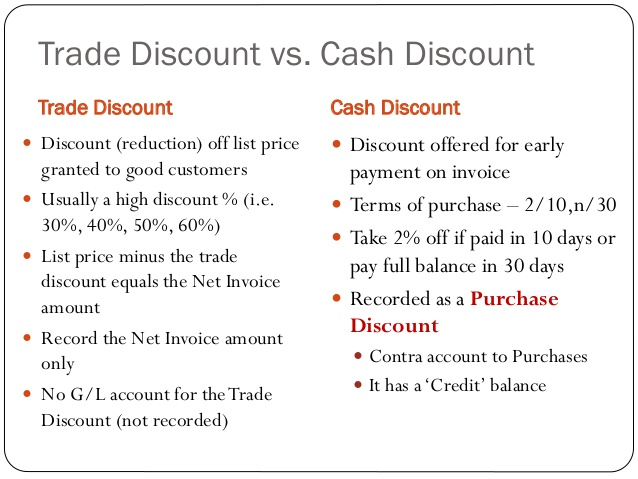 Trade Discount vs. Cash Discount
Trade Discount
Discount (reduction) off list price
granted to good customers
Usually a high discount % (i.e.
30%, 40%, 50%, 60%)
List price minus the trade
discount equals the Net Invoice
amount
Record the Net Invoice amount
only
No G/L account for the Trade
Discount (not recorded)
Cash Discount
Discount offered for early
payment on invoice
Terms of purchase – 2/10,n/30
Take 2% off if paid in 10 days or
pay full balance in 30 days
Recorded as a Purchase
Discount
Contra account to Purchases
It has a ‘Credit’ balance